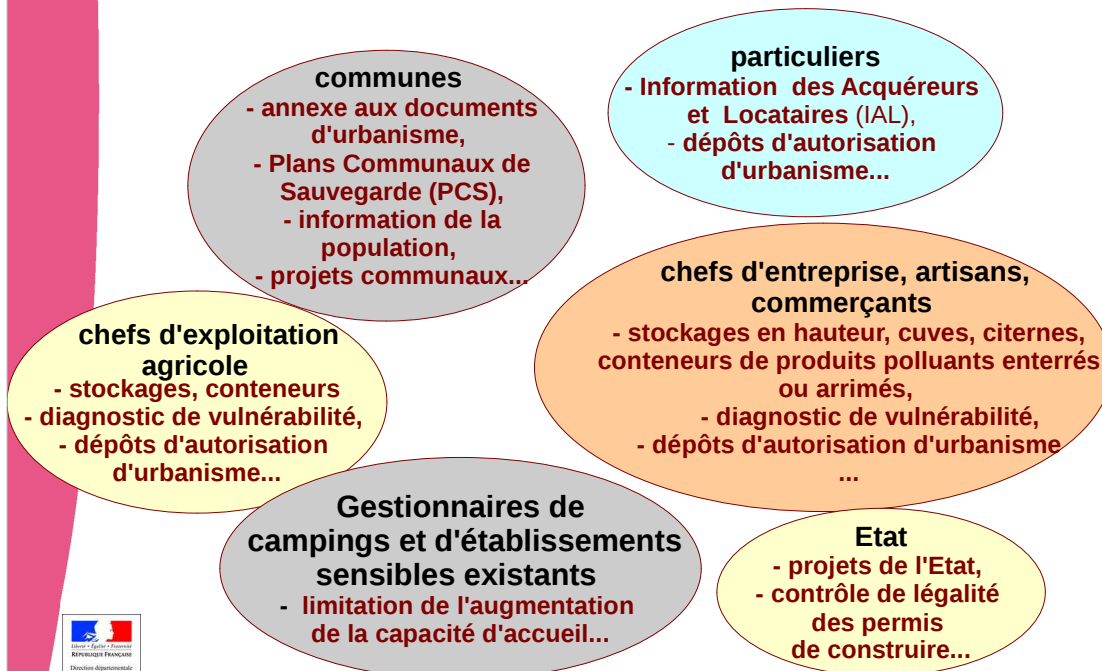 communes
- annexe aux documents
d'urbanisme,
- Plans Communaux de
Sauvegarde (PCS),
- information de la
population,
- projets communaux...
particuliers
- Information des Acquéreurs
et Locataires (IAL),
- dépôts d'autorisation
d'urbanisme...
chefs d'exploitation
agricole
- stockages, conteneurs
- diagnostic de vulnérabilité,
- dépôts d'autorisation
d'urbanisme...
chefs d'entreprise, artisans,
commerçants
- stockages en hauteur, cuves, citernes,
conteneurs de produits polluants enterrés
ou arrimés,
- diagnostic de vulnérabilité,
- dépôts d'autorisation d'urbanisme
...
Gestionnaires de
campings et d'établissements
sensibles existants
- limitation de l'augmentation
de la capacité d'accueil...
Etat
- projets de l'Etat,
- contrôle de légalité
des permis
de construire...
Liberté • Égalité • Fraternité
RÉPUBLIQUE FRANÇAISE
Direction départementale